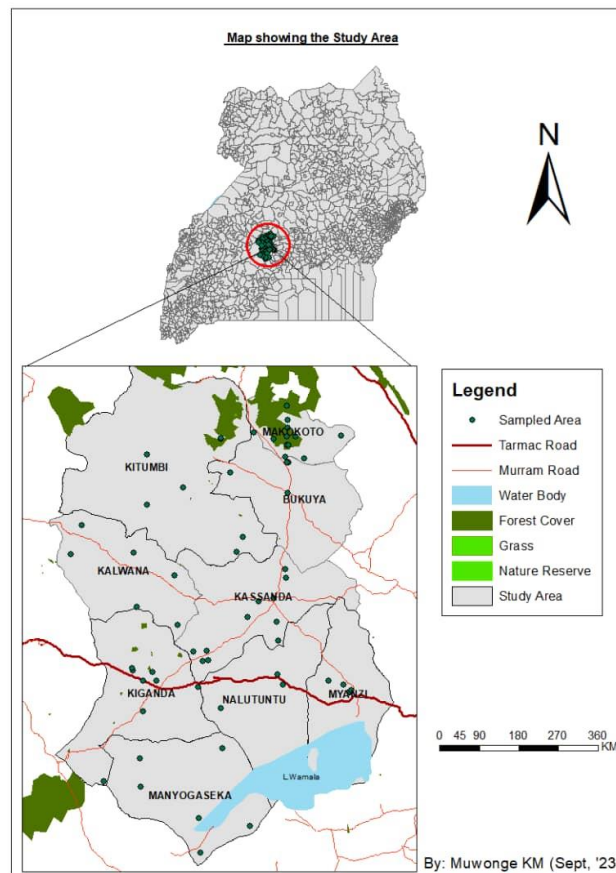 Map showing the Study Area
N
MAKOKOTO
KITUMBI
BUKUYA
KALWANA
KASSANDA
KIGANDA
NALUTUNTU
MYANZI
L.Wamala
MANYOGASEKA
Legend
Sampled Area
Tarmac Road
Murram Road
Water Body
Forest Cover
Grass
Nature Reserve
Study Area
0 45 90 180 270 360
KM
By: Muwonge KM (Sept, '23